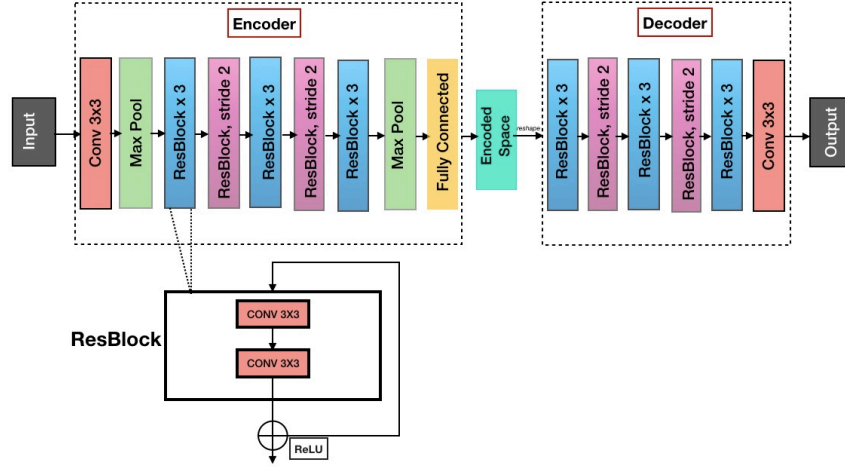 Encoder
Decoder
Input
Conv 3x3
Max Pool
ResBlock x 3
ResBlock, stride 2
ResBlock x 3
ResBlock, stride 2
ResBlock x 3
Max Pool
Fully Connected
Encoded
Space
reshape
ResBlock x 3
ResBlock, stride 2
ResBlock x 3
ResBlock, stride 2
ResBlock x 3
Conv 3x3
Output
ResBlock
CONV 3X3
CONV 3X3
ReLU